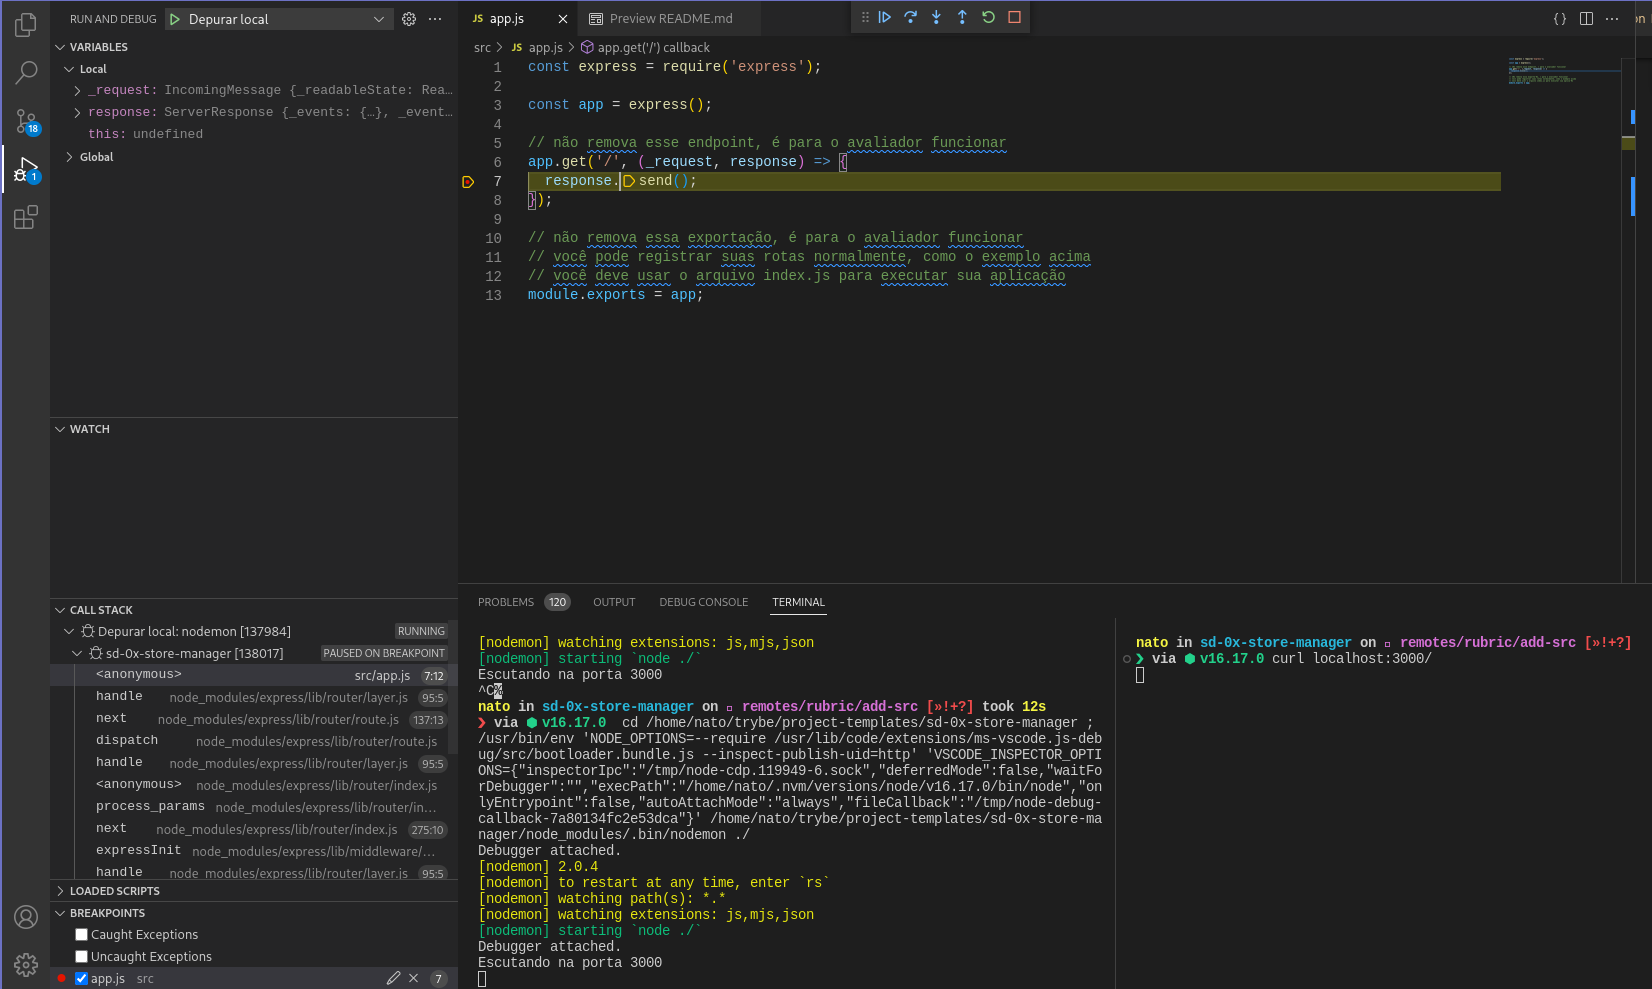 RUN AND DEBUG
Depurar local
VARIABLES
Local
_request: IncomingMessage {_readableState: Rea…
response: ServerResponse {_events: {…}, _event…
this: undefined
Global
WATCH
CALL STACK
Depurar local: nodemon [137984] RUNNING
sd-0x-store-manager [138017] PAUSED ON BREAKPOINT
<anonymous> src/app.js 7:12
handle node_modules/express/lib/router/layer.js 95:5
next node_modules/express/lib/router/route.js 137:13
dispatch node_modules/express/lib/router/route.js
handle node_modules/express/lib/router/layer.js 95:5
<anonymous> node_modules/express/lib/router/index.js
process_params node_modules/express/lib/router/in…
next node_modules/express/lib/router/index.js 275:10
expressInit node_modules/express/lib/middleware/…
handle node_modules/express/lib/router/layer.js 95:5
LOADED SCRIPTS
BREAKPOINTS
Caught Exceptions
Uncaught Exceptions
app.js src 7
18
1
JS app.js
Preview README.md
on
src > JS app.js > app.get('/') callback
1 const express = require('express');
2
3 const app = express();
4
5 // não remova esse endpoint, é para o avaliador funcionar
6 app.get('/', (_request, response) => {
7 response.send();
8 });
9
10 // não remova essa exportação, é para o avaliador funcionar
11 // você pode registrar suas rotas normalmente, como o exemplo acima
12 // você deve usar o arquivo index.js para executar sua aplicação
13 module.exports = app;
PROBLEMS 120 OUTPUT DEBUG CONSOLE TERMINAL
[nodemon] watching extensions: js,mjs,json
[nodemon] starting `node ./`
Escutando na porta 3000
^C%
nato in sd-0x-store-manager on remotes/rubric/add-src [»!+?] took 12s
❯ via ⬢ v16.17.0 cd /home/nato/trybe/project-templates/sd-0x-store-manager ;
/usr/bin/env 'NODE_OPTIONS=--require /usr/lib/code/extensions/ms-vscode.js-deb
ug/src/bootloader.bundle.js --inspect-publish-uid=http' 'VSCODE_INSPECTOR_OPTI
ONS={"inspectorIpc":"/tmp/node-cdp.119949-6.sock","deferredMode":false,"waitFo
rDebugger":"","execPath":"/home/nato/.nvm/versions/node/v16.17.0/bin/node","on
lyEntrypoint":false,"autoAttachMode":"always","fileCallback":"/tmp/node-debug-
callback-7a80134fc2e53dca"}' /home/nato/trybe/project-templates/sd-0x-store-ma
nager/node_modules/.bin/nodemon ./
Debugger attached.
[nodemon] 2.0.4
[nodemon] to restart at any time, enter `rs`
[nodemon] watching path(s): *.*
[nodemon] watching extensions: js,mjs,json
[nodemon] starting `node ./`
Debugger attached.
Escutando na porta 3000
nato in sd-0x-store-manager on remotes/rubric/add-src [»!+?]
❯ via ⬢ v16.17.0 curl localhost:3000/